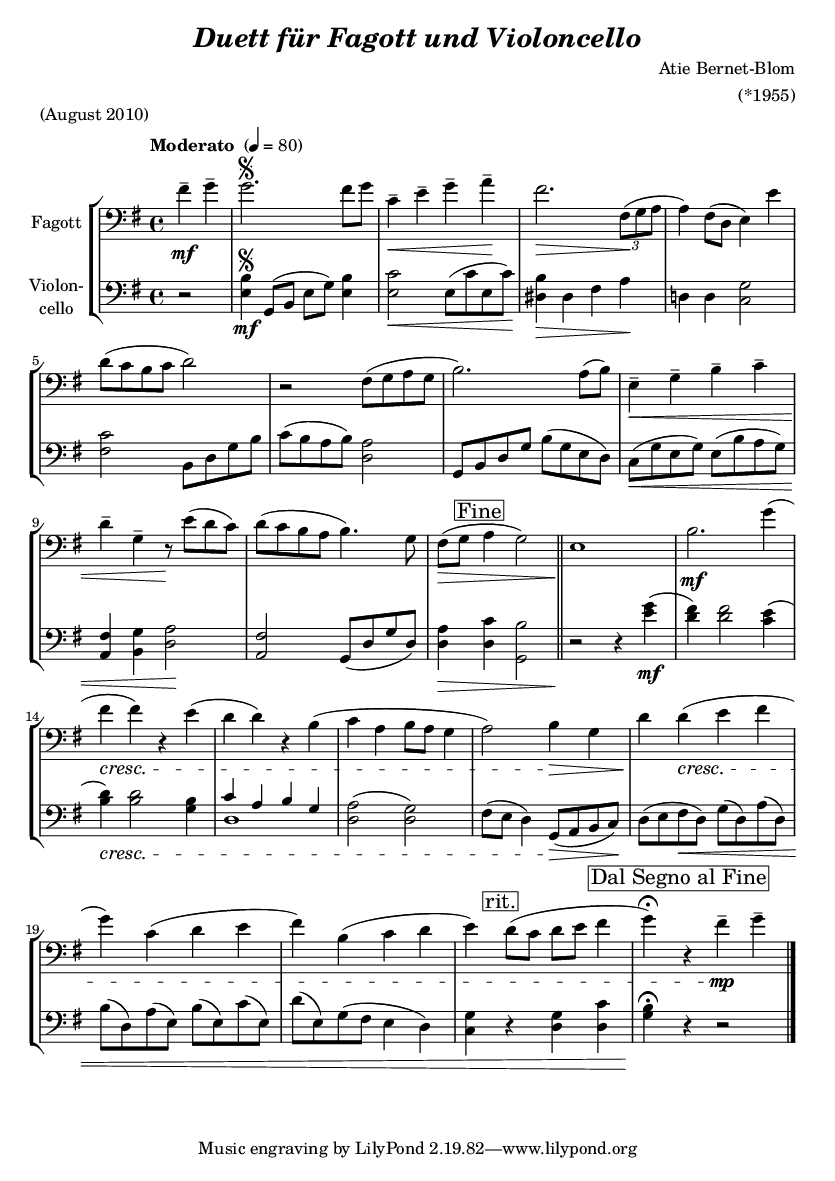 Duett für Fagott und Violoncello
Atie Bernet-Blom
(*1955)
(August 2010)
Moderato (♩ = 80)
Fagott
mf
3
Violon-
cello
mf
5
9
Fine
mf
mf
14
cresc.
cresc.
cresc.
Dal Segno al Fine
19
rit.
mp
Music engraving by LilyPond 2.19.82—www.lilypond.org